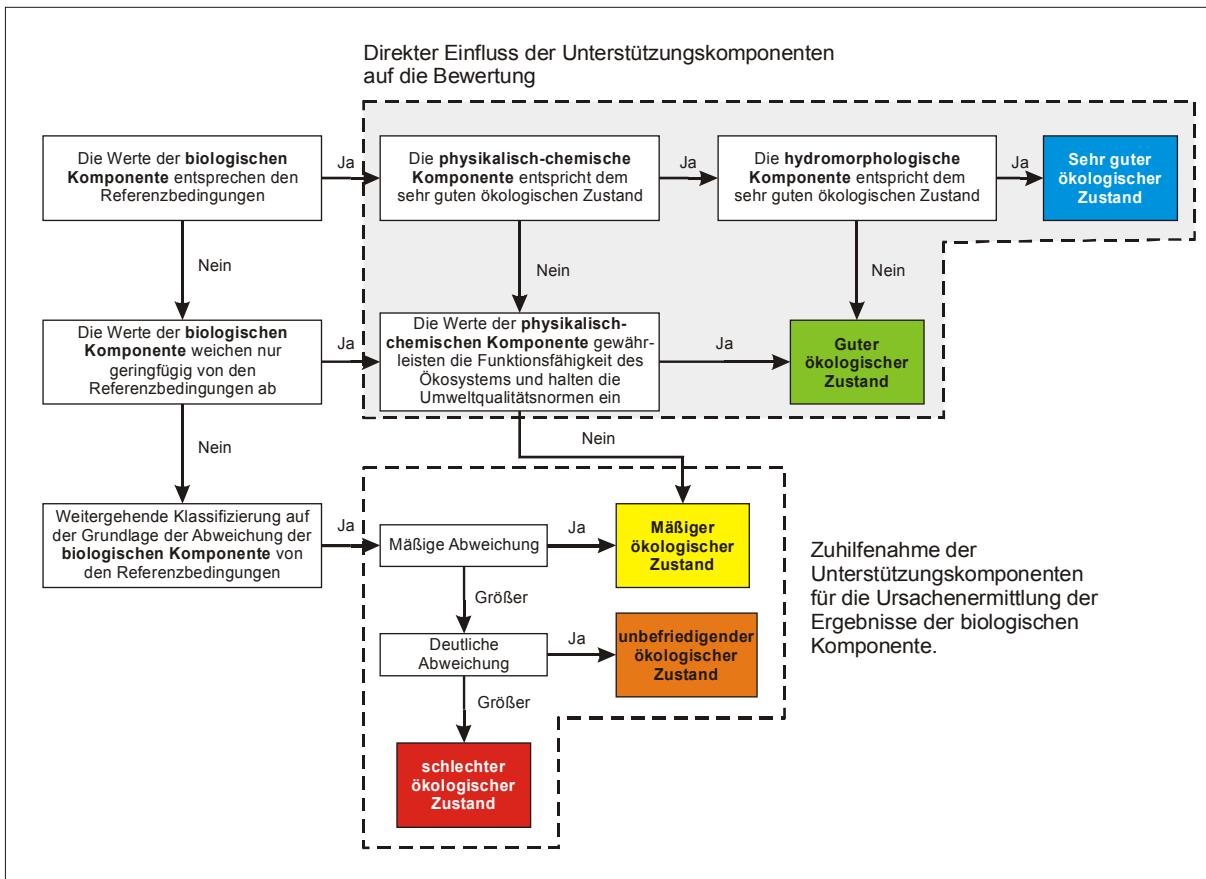 Direkter Einfluss der Unterstützungskomponenten
auf die Bewertung
Die Werte der biologischen
Komponente entsprechen den
Referenzbedingungen
Ja
Die physikalisch-chemische
Komponente entspricht dem
sehr guten ökologischen Zustand
Ja
Die hydromorphologische
Komponente entspricht dem
sehr guten ökologischen Zustand
Ja
Sehr guter
ökologischer
Zustand
Nein
Nein
Nein
Die Werte der biologischen
Komponente weichen nur
geringfügig von den
Referenzbedingungen ab
Ja
Die Werte der physikalisch-
chemischen Komponente gewähr-
leisten die Funktionsfähigkeit des
Ökosystems und halten die
Umweltqualitätsnormen ein
Ja
Guter
ökologischer
Zustand
Nein
Nein
Weitergehende Klassifizierung auf
der Grundlage der Abweichung der
biologischen Komponente von
den Referenzbedingungen
Ja
Mäßige Abweichung
Ja
Mäßiger
ökologischer
Zustand
Größer
Deutliche
Abweichung
Ja
unbefriedigender
ökologischer
Zustand
Größer
schlechter
ökologischer
Zustand
Zuhilfenahme der
Unterstützungskomponenten
für die Ursachenermittlung der
Ergebnisse der biologischen
Komponente.